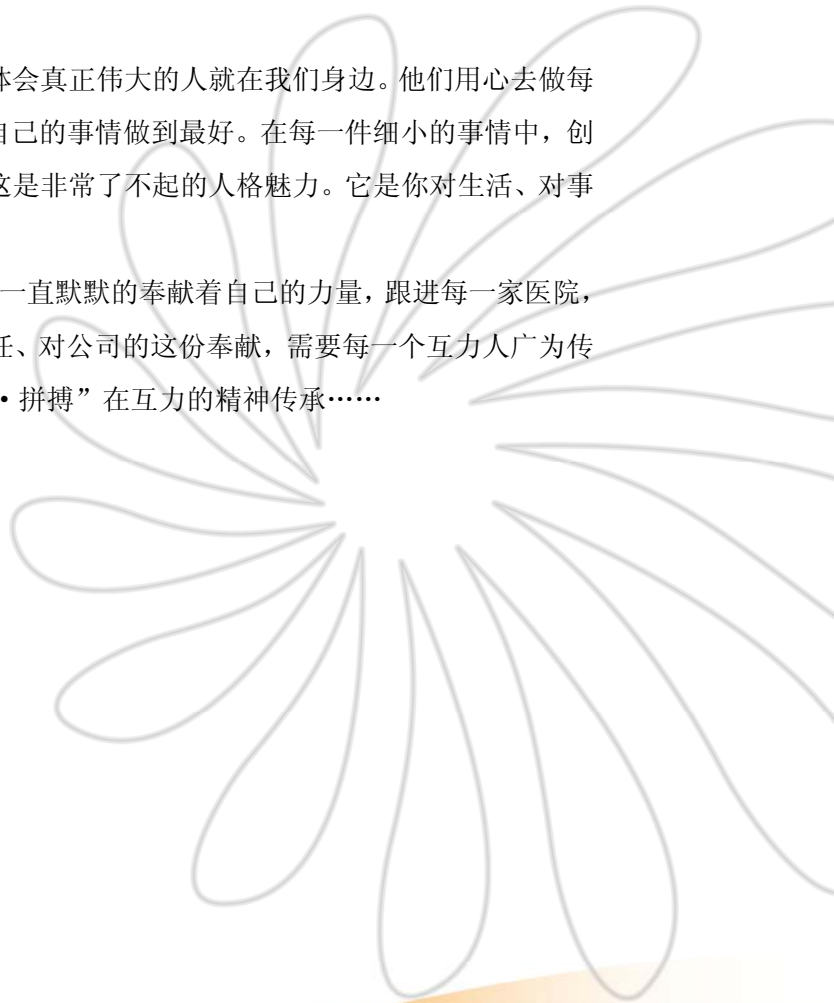 体会真正伟大的人就在我们身边。他们用心去做每
自己的事情做到最好。在每一件细小的事情中，创
这是非常了不起的人格魅力。它是你对生活、对事
一直默默的奉献着自己的力量，跟进每一家医院，
任、对公司的这份奉献，需要每一个互力人广为传
·拼搏”在互力的精神传承……